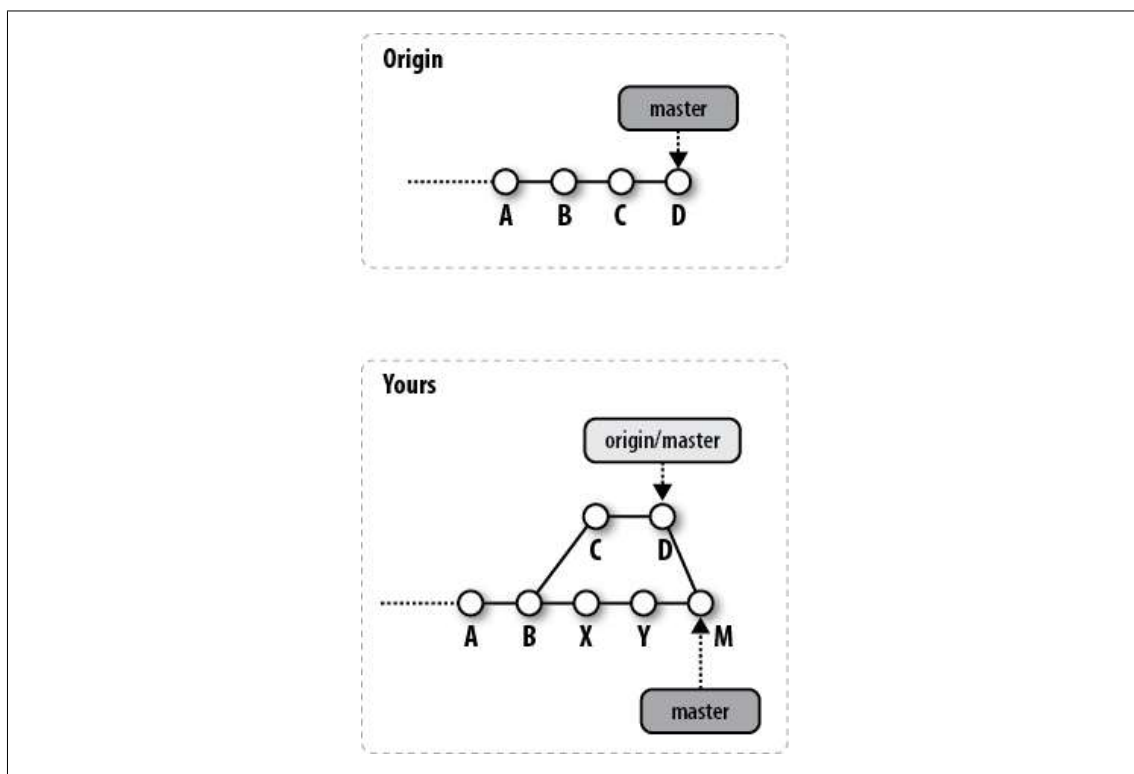 Origin
master
A B C D
Yours
origin/master
C D
A B X Y M
master